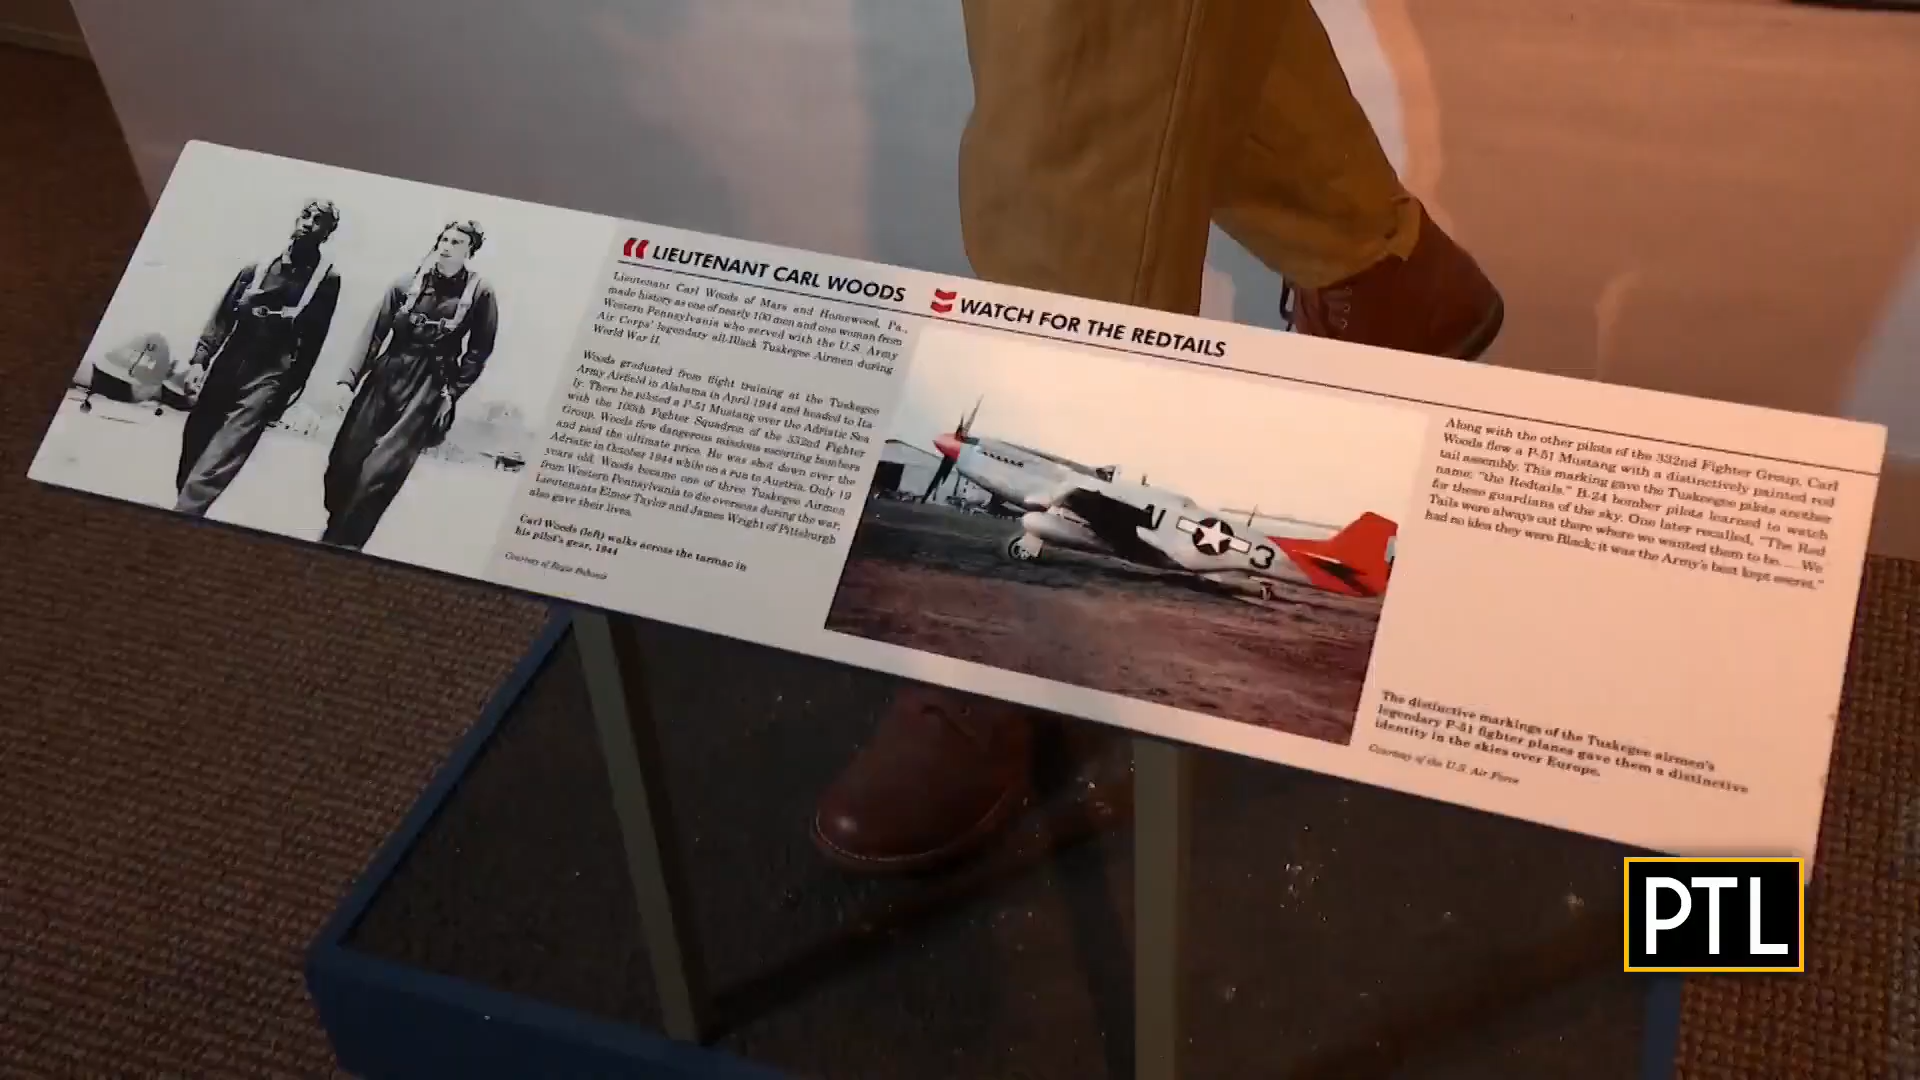 LIEUTENANT CARL WOODS
Lieutenant Carl Woods of Mars and Homewood, Pa.,
made history as one of nearly 100 men and one woman from
Western Pennsylvania who served with the U.S. Army
Air Corps' legendary all-Black Tuskegee Airmen during
World War II.
Woods graduated from flight training at the Tuskegee
Army Airfield in Alabama in April 1944 and headed to Ita
ly. There he piloted a P-51 Mustang over the Adriatic Sea
with the 100th Fighter Squadron of the 332nd Fighter
Group. Woods flew dangerous missions escorting bombers
and paid the ultimate price. He was shot down over the
Adriatic in October 1944 while on a run to Austria. Only 19
years old, Woods became one of three Tuskegee Airmen
from Western Pennsylvania to die overseas during the war.
Lieutenants Elmer Taylor and James Wright of Pittsburgh
also gave their lives.
Carl Woods (left) walks across the tarmac in
his pilot's gear, 1944
Courtesy of Regis
WATCH FOR THE REDTAILS
3
Along with the other pilots of the 332nd Fighter Group, Carl
Woods flew a P-51 Mustang with a distinctively painted red
tail assembly. This marking gave the Tuskeegee pilots another
name: "the Redtails." B-24 bomber pilots learned to watch
for these guardians of the sky. One later recalled, "The Red
Tails were always out there where we wanted them to be. ... We
had no idea they were Black; it was the Army's best kept secret."
The distinctive markings of the Tuskegee airmen's
legendary P-51 fighter planes gave them a distinctive
identity in the skies over Europe.
Courtesy of the U.S. Air Force
PTL